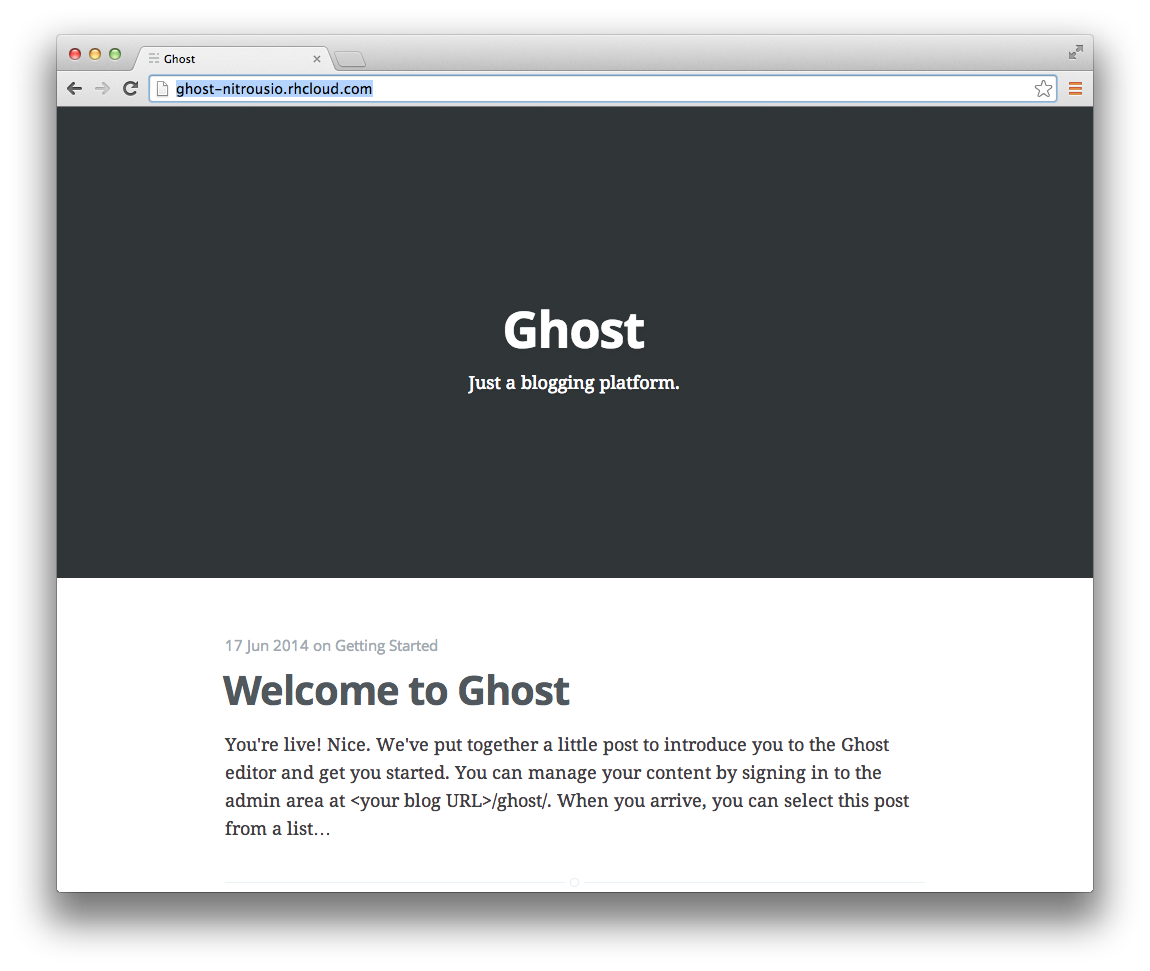 Ghost
ghost-nitrousio.rhcloud.com
Ghost
Just a blogging platform.
17 Jun 2014 on Getting Started
Welcome to Ghost
You're live! Nice. We've put together a little post to introduce you to the Ghost
editor and get you started. You can manage your content by signing in to the
admin area at <your blog URL>/ghost/. When you arrive, you can select this post
from a list…